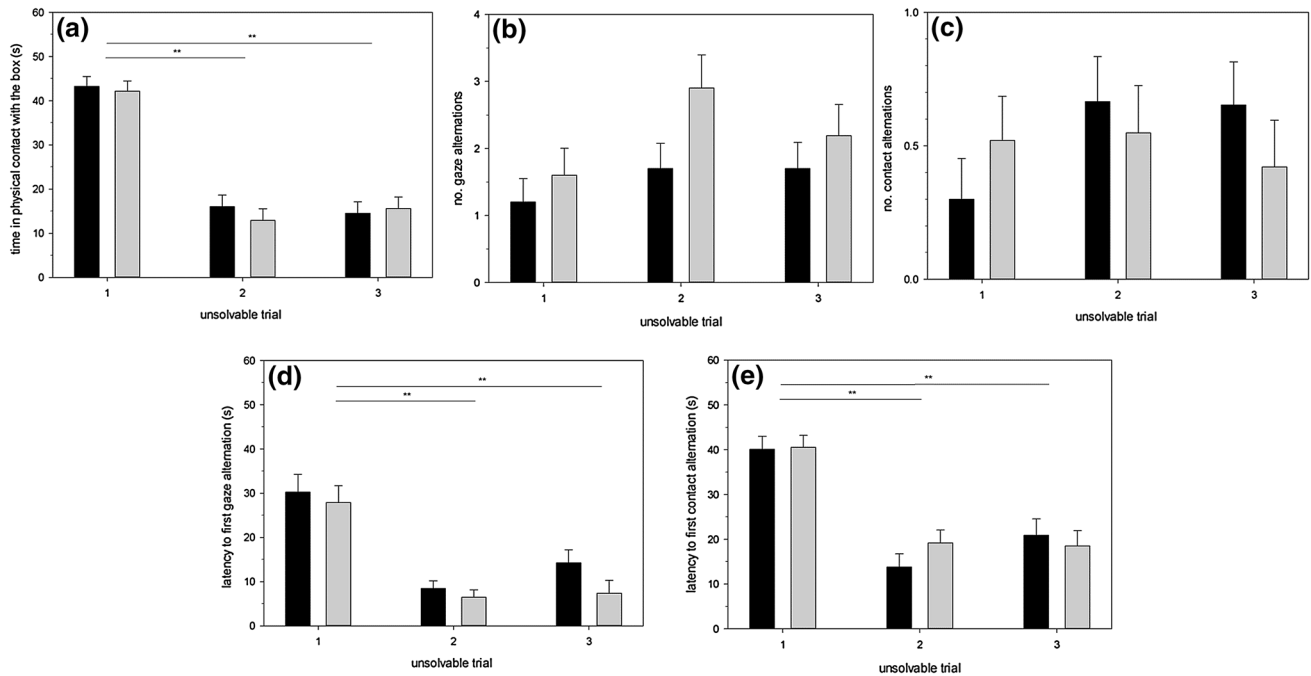 (a)
time in physical contact with the box (s)
60
50
40
30
20
10
0
**
**
1 2 3
unsolvable trial
(b)
no. gaze alternations
4
3
2
1
0
1 2 3
unsolvable trial
(c)
no. contact alternations
1.0
0.5
0.0
1 2 3
unsolvable trial
(d)
latency to first gaze alternation (s)
60
50
40
30
20
10
0
**
**
1 2 3
unsolvable trial
(e)
latency to first contact alternation (s)
60
50
40
30
20
10
0
**
**
1 2 3
unsolvable trial